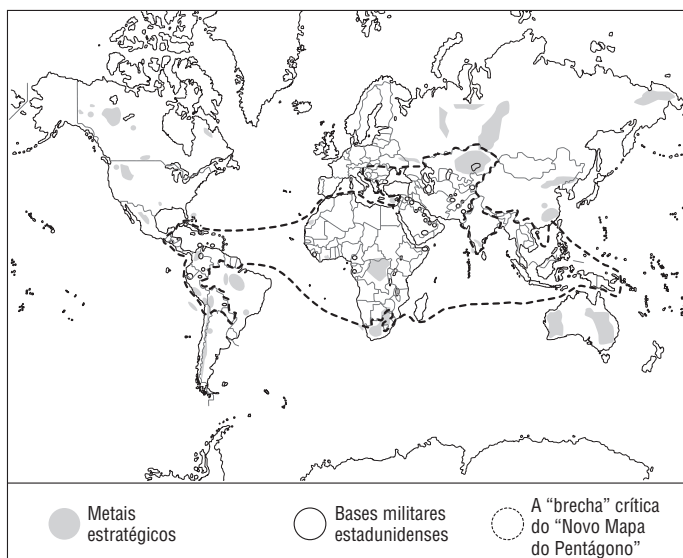 Metais
estratégicos
Bases militares
estadunidenses
A “brecha” crítica
do “Novo Mapa
do Pentágono”